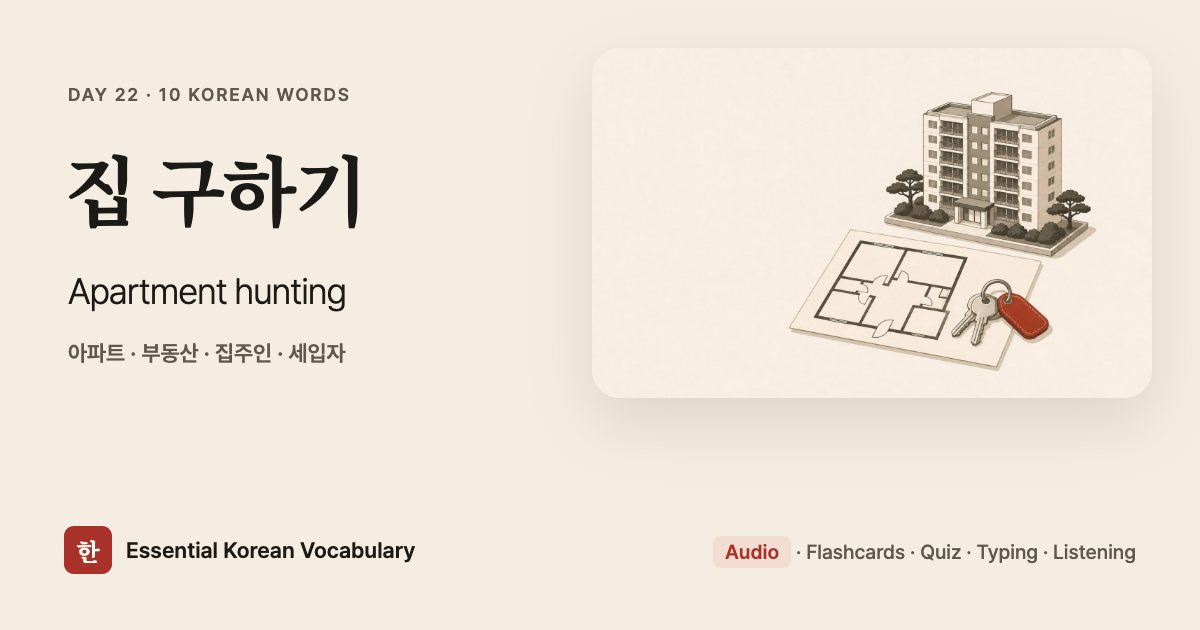 DAY 22 · 10 KOREAN WORDS
집 구하기
Apartment hunting
아파트 · 부동산 · 집주인 · 세입자
한 Essential Korean Vocabulary
Audio · Flashcards · Quiz · Typing · Listening